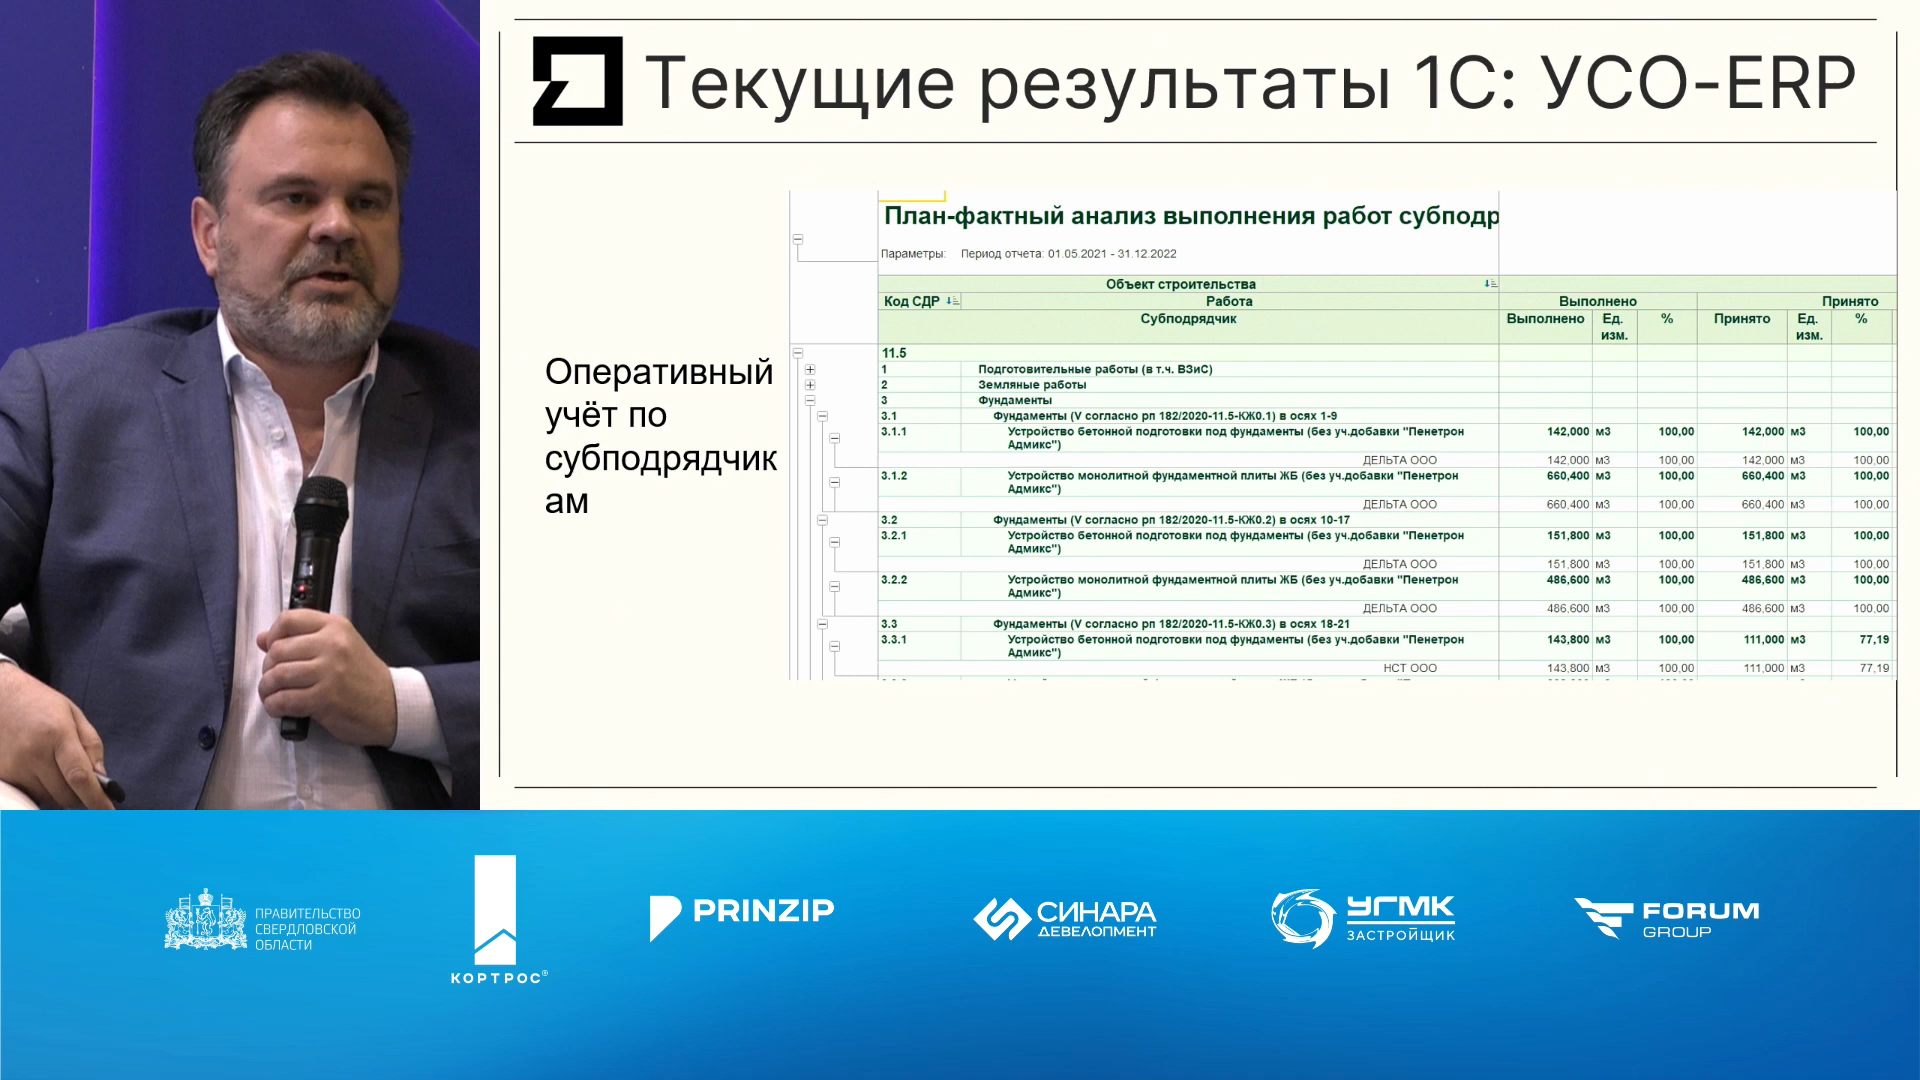 Текущие результаты 1С: УСО-ERP
Оперативный
учёт по
субподрядчик
ам
План-фактный анализ выполнения работ субподр
Параметры: Период отчета: 01.05.2021 - 31.12.2022
Объект строительства
Код СДР Работа Выполнено Принято
Субподрядчик Выполнено Ед. изм. % Принято Ед. изм. %
11.5
1 Подготовительные работы (в т.ч. ВЗиС)
2 Земляные работы
3 Фундаменты
3.1 Фундаменты (V согласно рп 182/2020-11.5-КЖ0.1) в осях 1-9
3.1.1 Устройство бетонной подготовки под фундаменты (без уч.добавки "Пенетрон 142,000 м3 100,00 142,000 м3 100,00
Адмикс")
ДЕЛЬТА ООО 142,000 м3 100,00 142,000 м3 100,00
3.1.2 Устройство монолитной фундаментной плиты ЖБ (без уч.добавки "Пенетрон 660,400 м3 100,00 660,400 м3 100,00
Адмикс")
ДЕЛЬТА ООО 660,400 м3 100,00 660,400 м3 100,00
3.2 Фундаменты (V согласно рп 182/2020-11.5-КЖ0.2) в осях 10-17
3.2.1 Устройство бетонной подготовки под фундаменты (без уч.добавки "Пенетрон 151,800 м3 100,00 151,800 м3 100,00
Адмикс")
ДЕЛЬТА ООО 151,800 м3 100,00 151,800 м3 100,00
3.2.2 Устройство монолитной фундаментной плиты ЖБ (без уч.добавки "Пенетрон 486,600 м3 100,00 486,600 м3 100,00
Адмикс")
ДЕЛЬТА ООО 486,600 м3 100,00 486,600 м3 100,00
3.3 Фундаменты (V согласно рп 182/2020-11.5-КЖ0.3) в осях 18-21
3.3.1 Устройство бетонной подготовки под фундаменты (без уч.добавки "Пенетрон 143,800 м3 100,00 111,000 м3 77,19
Адмикс")
НСТ ООО 143,800 м3 100,00 111,000 м3 77,19
ПРАВИТЕЛЬСТВО
СВЕРДЛОВСКОЙ
ОБЛАСТИ
КОРТРОС®
PRINZIP
СИНАРА
ДЕВЕЛОПМЕНТ
УГМК
ЗАСТРОЙЩИК
FORUM
GROUP